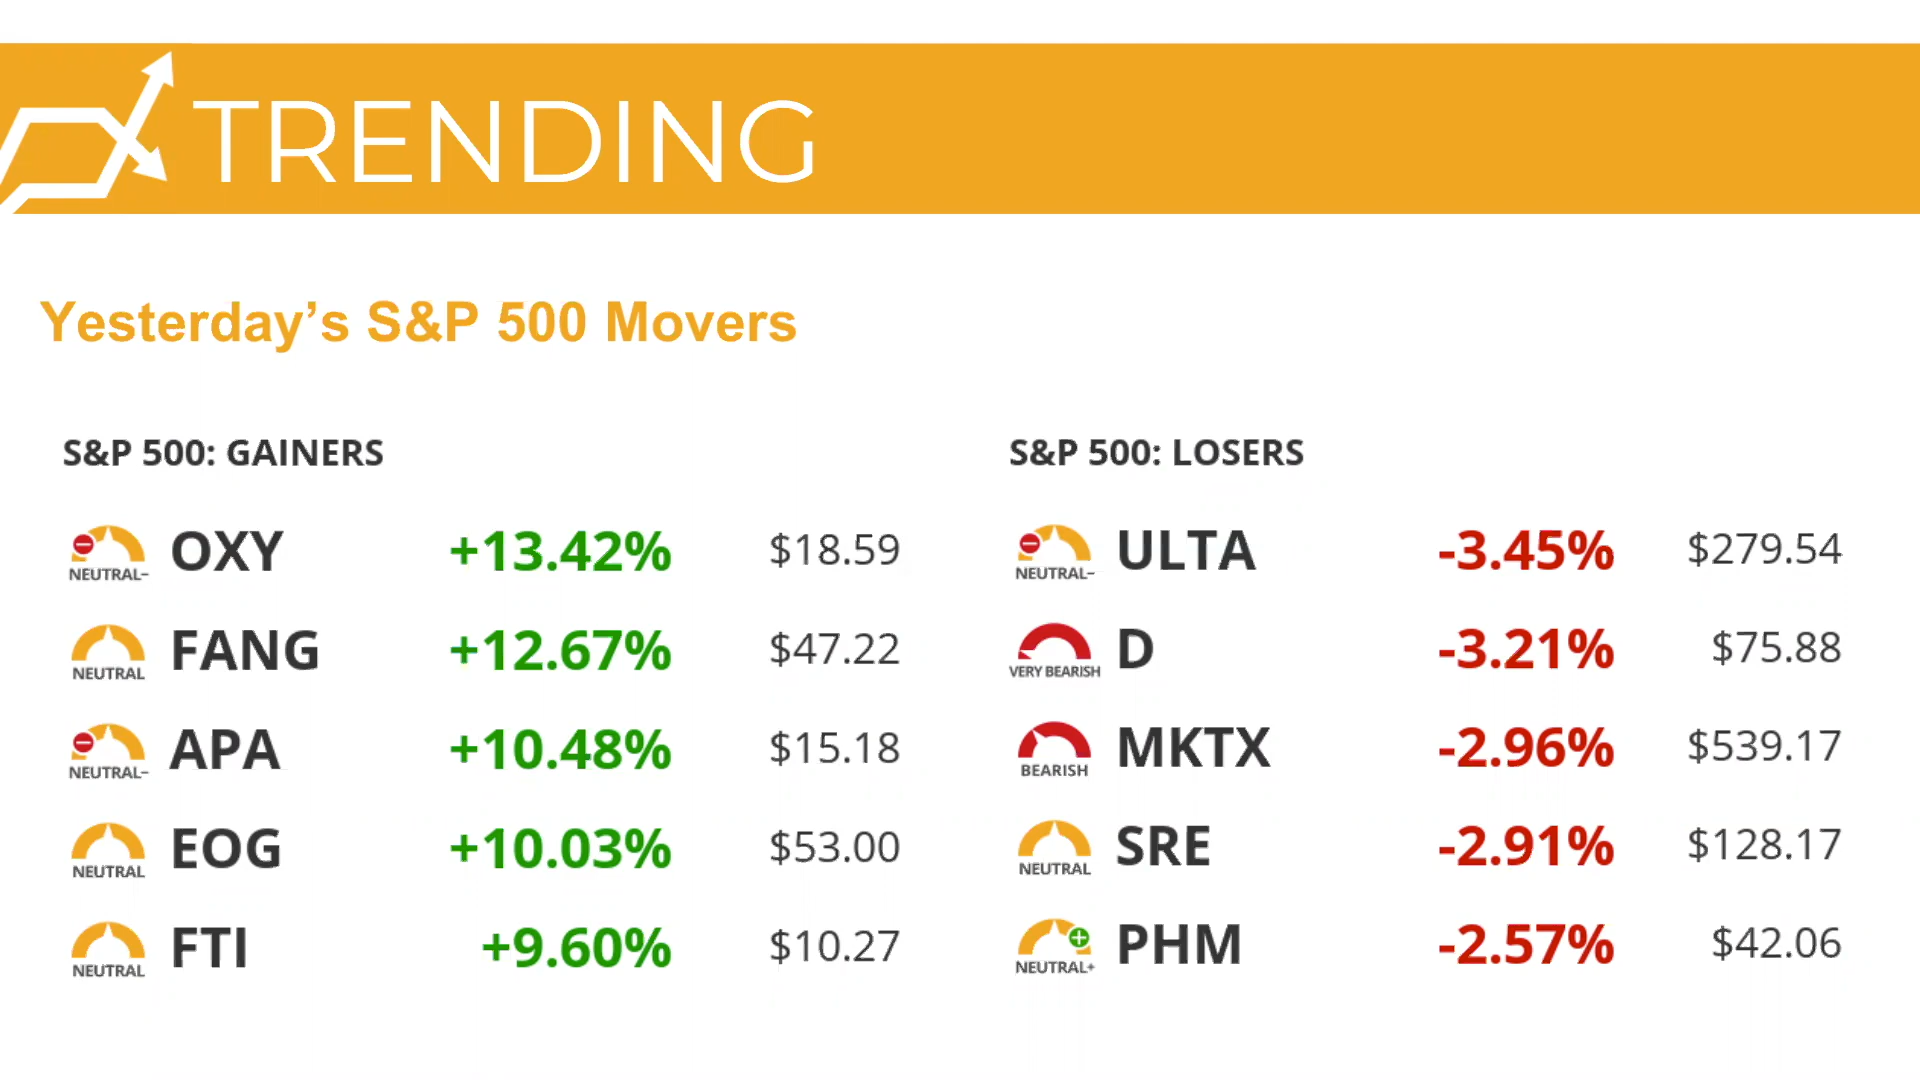 TRENDING
Yesterday’s S&P 500 Movers
S&P 500: GAINERS
NEUTRAL– OXY +13.42% $18.59
NEUTRAL FANG +12.67% $47.22
NEUTRAL– APA +10.48% $15.18
NEUTRAL EOG +10.03% $53.00
NEUTRAL FTI +9.60% $10.27
S&P 500: LOSERS
NEUTRAL– ULTA -3.45% $279.54
VERY BEARISH D -3.21% $75.88
BEARISH MKTX -2.96% $539.17
NEUTRAL SRE -2.91% $128.17
NEUTRAL+ PHM -2.57% $42.06